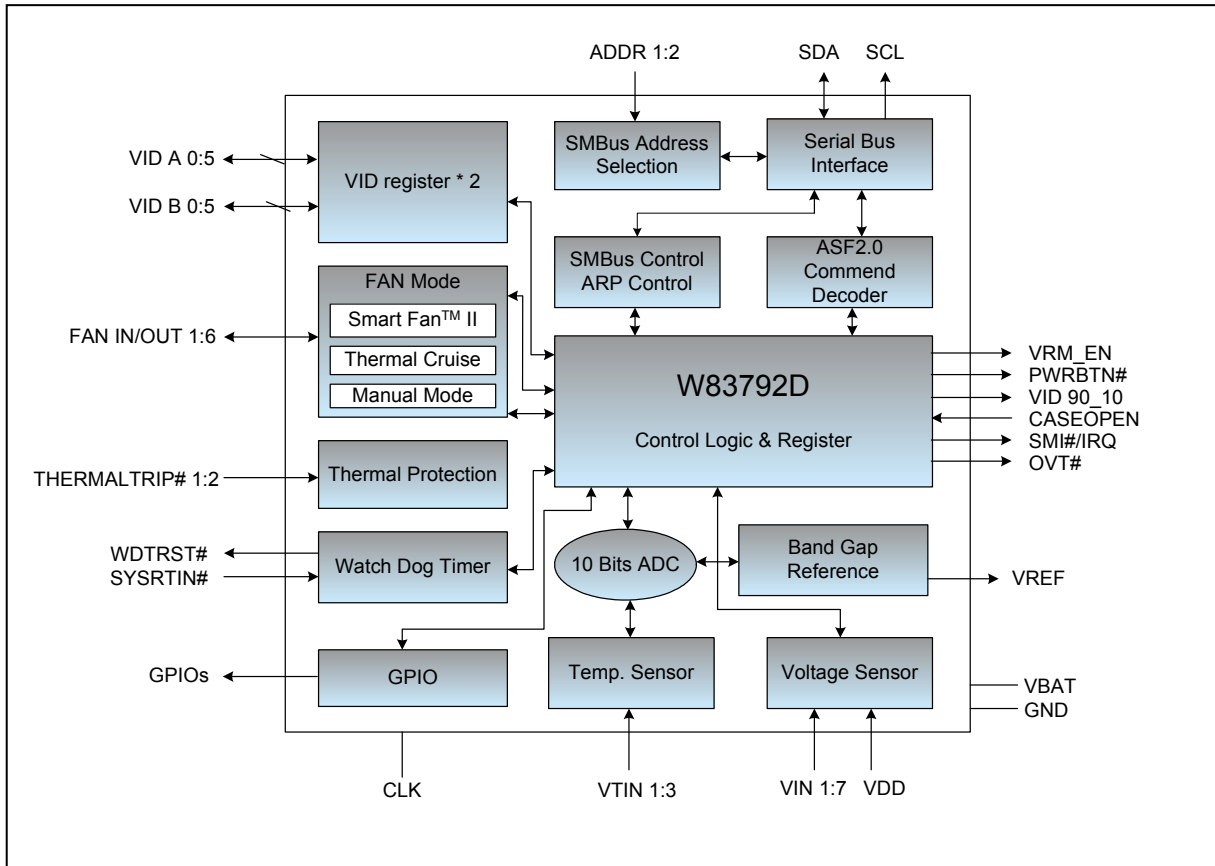 ADDR 1:2
SDA
SCL
VID A 0:5
VID B 0:5
VID register * 2
SMBus Address
Selection
Serial Bus
Interface
SMBus Control
ARP Control
ASF2.0
Commend
Decoder
FAN IN/OUT 1:6
FAN Mode
Smart Fan™ II
Thermal Cruise
Manual Mode
W83792D
Control Logic & Register
VRM_EN
PWRBTN#
VID 90_10
CASEOPEN
SMI#/IRQ
OVT#
THERMALTRIP# 1:2
Thermal Protection
WDTRST#
SYSRTIN#
Watch Dog Timer
10 Bits ADC
Band Gap
Reference
VREF
GPIOs
GPIO
Temp. Sensor
Voltage Sensor
VBAT
GND
CLK
VTIN 1:3
VIN 1:7
VDD